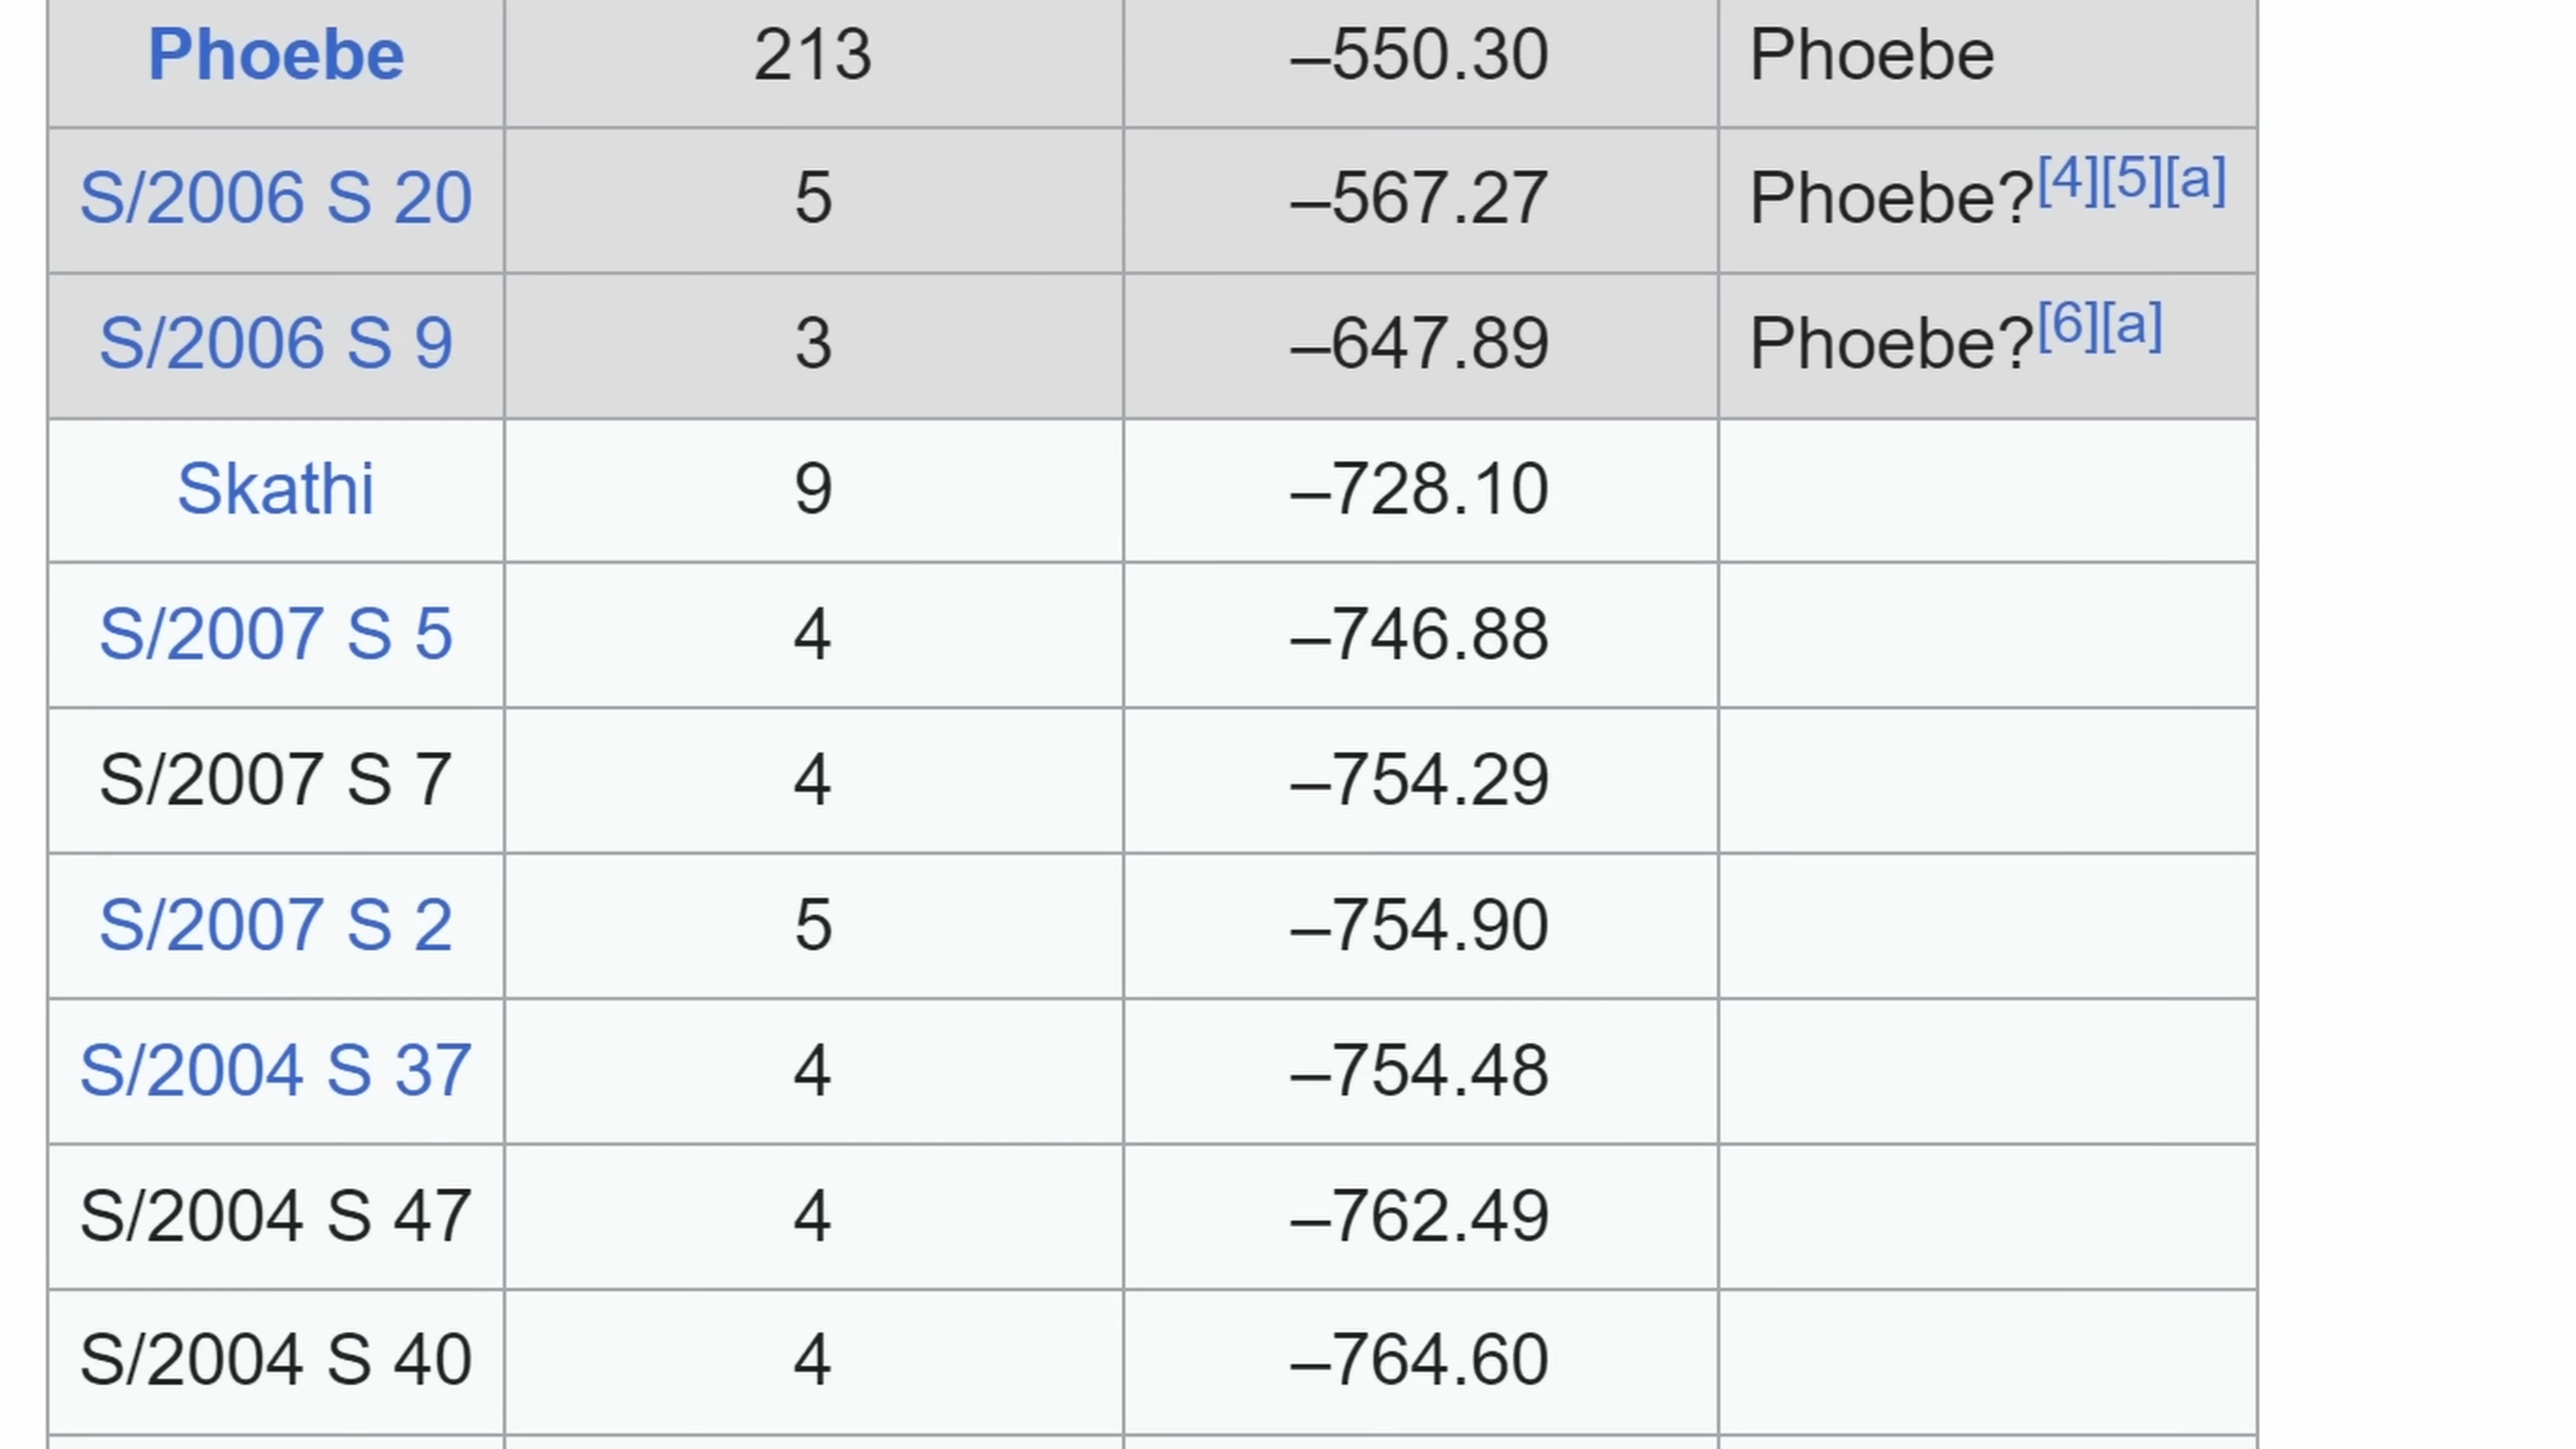 Phoebe 213 –550.30 Phoebe
S/2006 S 20 5 –567.27 Phoebe?[4][5][a]
S/2006 S 9 3 –647.89 Phoebe?[6][a]
Skathi 9 –728.10
S/2007 S 5 4 –746.88
S/2007 S 7 4 –754.29
S/2007 S 2 5 –754.90
S/2004 S 37 4 –754.48
S/2004 S 47 4 –762.49
S/2004 S 40 4 –764.60